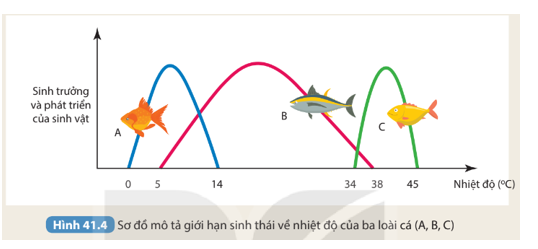 Sinh trưởng
và phát triển
của sinh vật
A
B
C
0 5 14 34 38 45 Nhiệt độ (ºC)
Hình 41.4 Sơ đồ mô tả giới hạn sinh thái về nhiệt độ của ba loài cá (A, B, C)